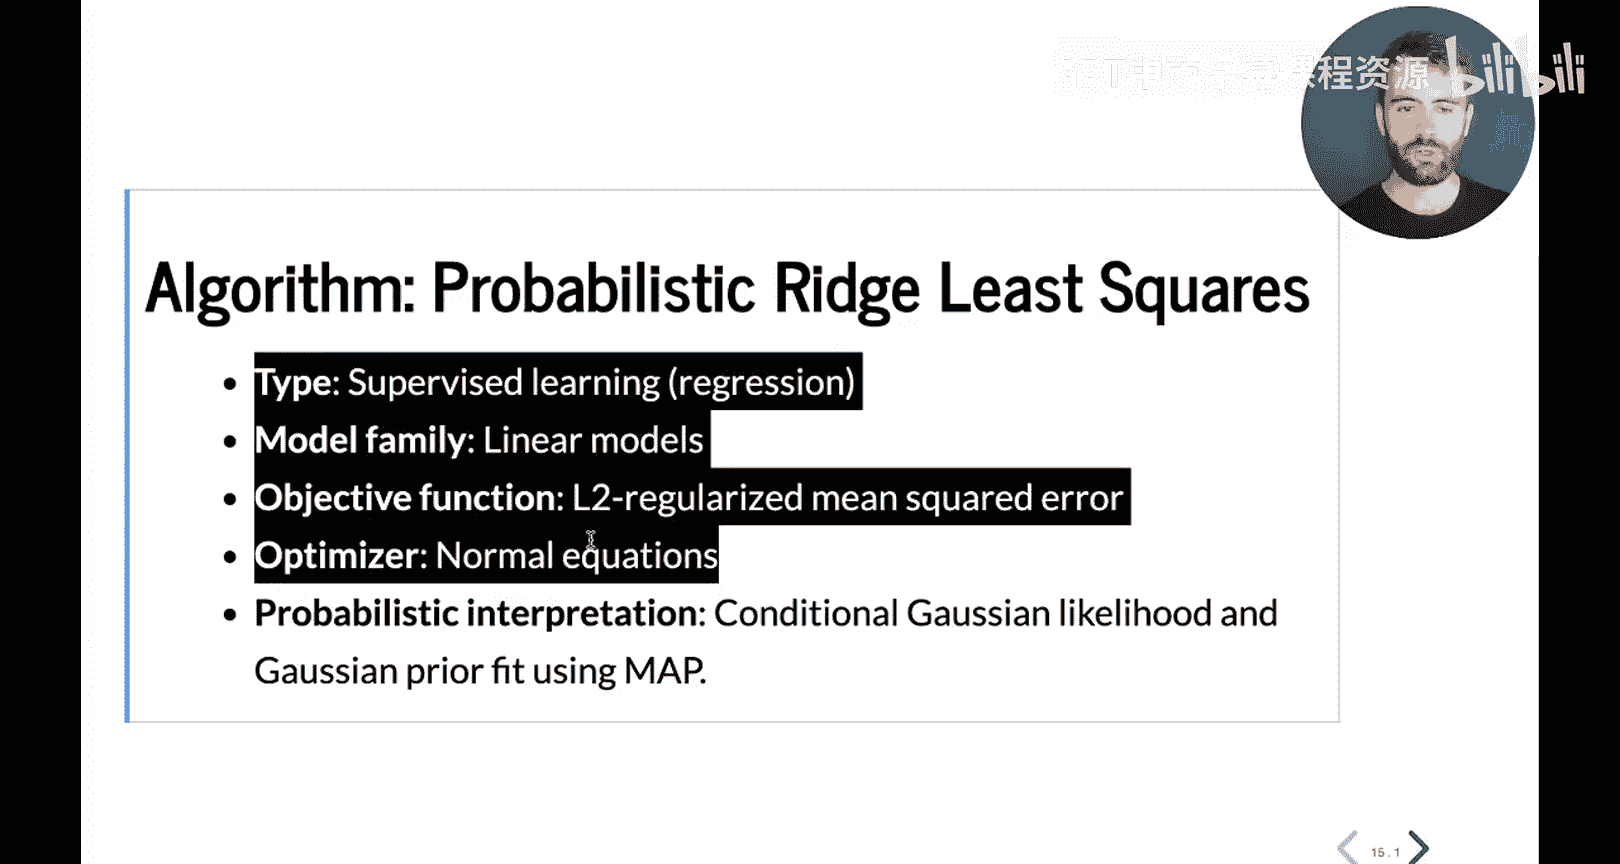 程资源 bilibili
Algorithm: Probabilistic Ridge Least Squares
Type: Supervised learning (regression)
Model family: Linear models
Objective function: L2-regularized mean squared error
Optimizer: Normal equations
Probabilistic interpretation: Conditional Gaussian likelihood and
Gaussian prior fit using MAP.
15.1